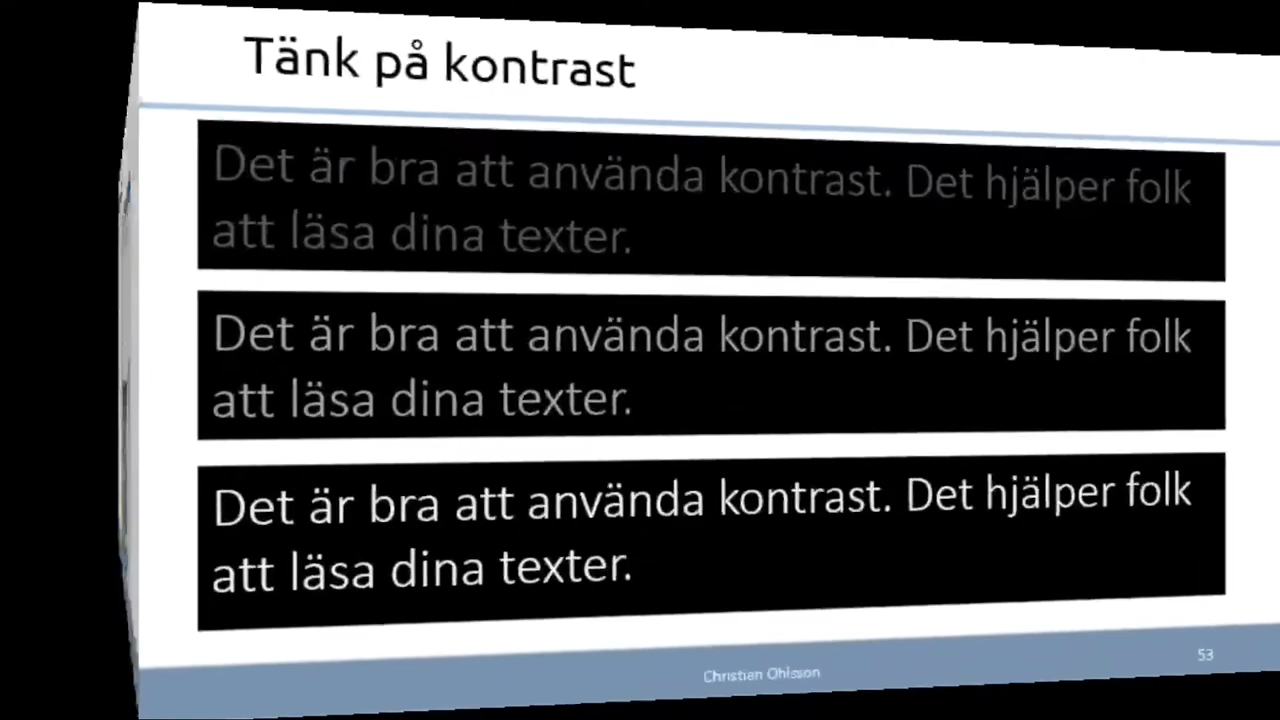 Tänk på kontrast
Det är bra att använda kontrast. Det hjälper folk
att läsa dina texter.
Det är bra att använda kontrast. Det hjälper folk
att läsa dina texter.
Det är bra att använda kontrast. Det hjälper folk
att läsa dina texter.
Christian Ohlsson
53